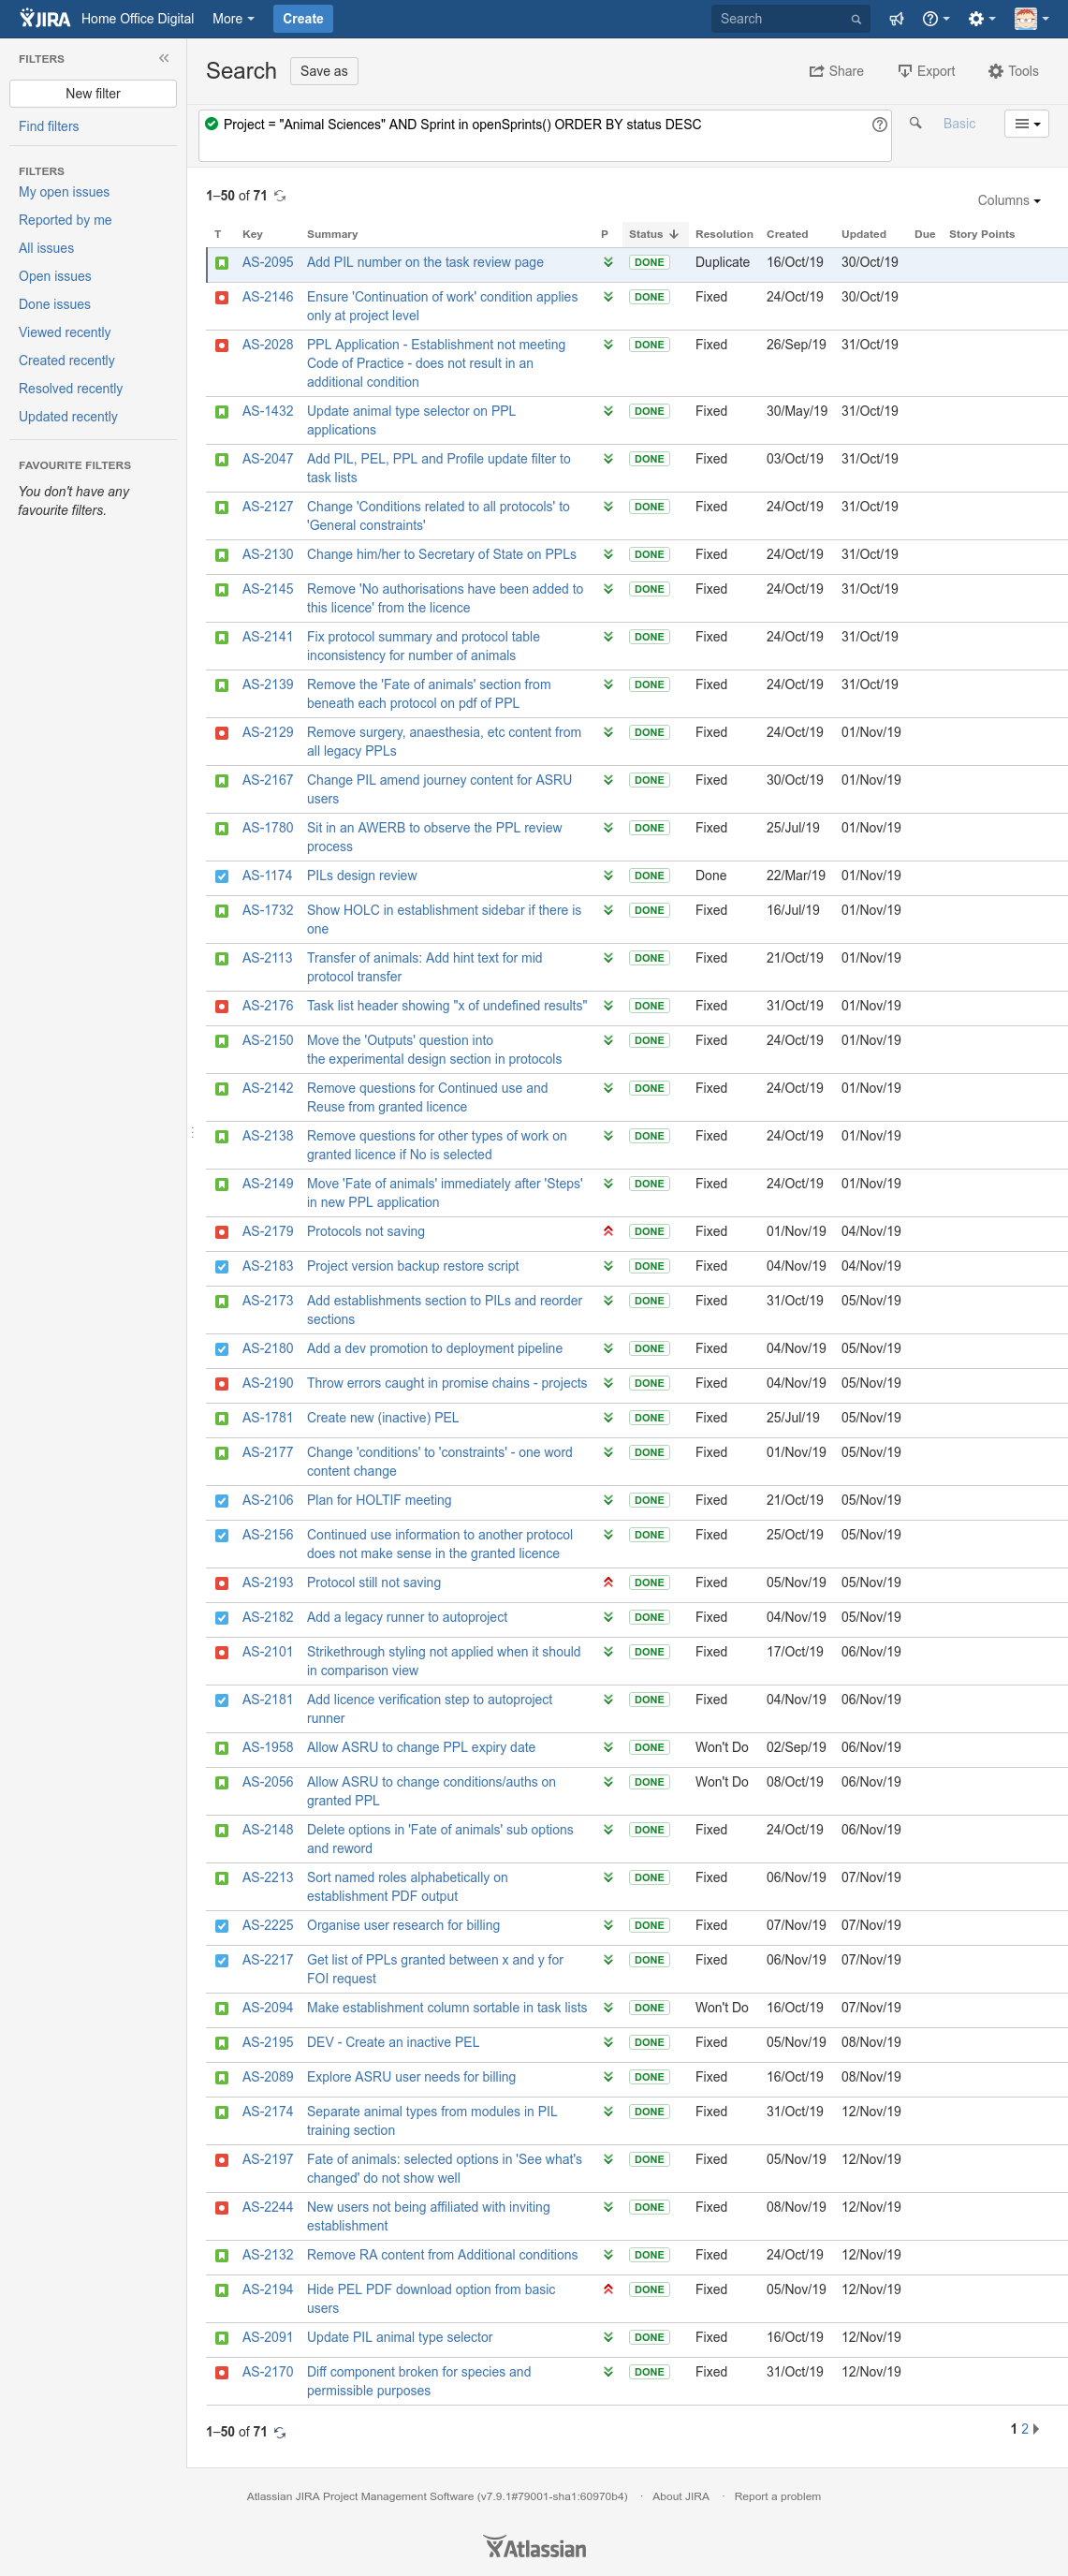 JIRA Home Office Digital More Create Search
FILTERS
New filter
Find filters
FILTERS
My open issues
Reported by me
All issues
Open issues
Done issues
Viewed recently
Created recently
Resolved recently
Updated recently
FAVOURITE FILTERS
You don't have any
favourite filters.
Search Save as Share Export Tools
Project = "Animal Sciences" AND Sprint in openSprints() ORDER BY status DESC Basic
1–50 of 71
Columns
T Key Summary P Status Resolution Created Updated Due Story Points
AS-2095 Add PIL number on the task review page DONE Duplicate 16/Oct/19 30/Oct/19
AS-2146 Ensure 'Continuation of work' condition applies DONE Fixed 24/Oct/19 30/Oct/19
only at project level
AS-2028 PPL Application - Establishment not meeting DONE Fixed 26/Sep/19 31/Oct/19
Code of Practice - does not result in an
additional condition
AS-1432 Update animal type selector on PPL DONE Fixed 30/May/19 31/Oct/19
applications
AS-2047 Add PIL, PEL, PPL and Profile update filter to DONE Fixed 03/Oct/19 31/Oct/19
task lists
AS-2127 Change 'Conditions related to all protocols' to DONE Fixed 24/Oct/19 31/Oct/19
'General constraints'
AS-2130 Change him/her to Secretary of State on PPLs DONE Fixed 24/Oct/19 31/Oct/19
AS-2145 Remove 'No authorisations have been added to DONE Fixed 24/Oct/19 31/Oct/19
this licence' from the licence
AS-2141 Fix protocol summary and protocol table DONE Fixed 24/Oct/19 31/Oct/19
inconsistency for number of animals
AS-2139 Remove the 'Fate of animals' section from DONE Fixed 24/Oct/19 31/Oct/19
beneath each protocol on pdf of PPL
AS-2129 Remove surgery, anaesthesia, etc content from DONE Fixed 24/Oct/19 01/Nov/19
all legacy PPLs
AS-2167 Change PIL amend journey content for ASRU DONE Fixed 30/Oct/19 01/Nov/19
users
AS-1780 Sit in an AWERB to observe the PPL review DONE Fixed 25/Jul/19 01/Nov/19
process
AS-1174 PILs design review DONE Done 22/Mar/19 01/Nov/19
AS-1732 Show HOLC in establishment sidebar if there is DONE Fixed 16/Jul/19 01/Nov/19
one
AS-2113 Transfer of animals: Add hint text for mid DONE Fixed 21/Oct/19 01/Nov/19
protocol transfer
AS-2176 Task list header showing "x of undefined results" DONE Fixed 31/Oct/19 01/Nov/19
AS-2150 Move the 'Outputs' question into DONE Fixed 24/Oct/19 01/Nov/19
the experimental design section in protocols
AS-2142 Remove questions for Continued use and DONE Fixed 24/Oct/19 01/Nov/19
Reuse from granted licence
AS-2138 Remove questions for other types of work on DONE Fixed 24/Oct/19 01/Nov/19
granted licence if No is selected
AS-2149 Move 'Fate of animals' immediately after 'Steps' DONE Fixed 24/Oct/19 01/Nov/19
in new PPL application
AS-2179 Protocols not saving DONE Fixed 01/Nov/19 04/Nov/19
AS-2183 Project version backup restore script DONE Fixed 04/Nov/19 04/Nov/19
AS-2173 Add establishments section to PILs and reorder DONE Fixed 31/Oct/19 05/Nov/19
sections
AS-2180 Add a dev promotion to deployment pipeline DONE Fixed 04/Nov/19 05/Nov/19
AS-2190 Throw errors caught in promise chains - projects DONE Fixed 04/Nov/19 05/Nov/19
AS-1781 Create new (inactive) PEL DONE Fixed 25/Jul/19 05/Nov/19
AS-2177 Change 'conditions' to 'constraints' - one word DONE Fixed 01/Nov/19 05/Nov/19
content change
AS-2106 Plan for HOLTIF meeting DONE Fixed 21/Oct/19 05/Nov/19
AS-2156 Continued use information to another protocol DONE Fixed 25/Oct/19 05/Nov/19
does not make sense in the granted licence
AS-2193 Protocol still not saving DONE Fixed 05/Nov/19 05/Nov/19
AS-2182 Add a legacy runner to autoproject DONE Fixed 04/Nov/19 05/Nov/19
AS-2101 Strikethrough styling not applied when it should DONE Fixed 17/Oct/19 06/Nov/19
in comparison view
AS-2181 Add licence verification step to autoproject DONE Fixed 04/Nov/19 06/Nov/19
runner
AS-1958 Allow ASRU to change PPL expiry date DONE Won't Do 02/Sep/19 06/Nov/19
AS-2056 Allow ASRU to change conditions/auths on DONE Won't Do 08/Oct/19 06/Nov/19
granted PPL
AS-2148 Delete options in 'Fate of animals' sub options DONE Fixed 24/Oct/19 06/Nov/19
and reword
AS-2213 Sort named roles alphabetically on DONE Fixed 06/Nov/19 07/Nov/19
establishment PDF output
AS-2225 Organise user research for billing DONE Fixed 07/Nov/19 07/Nov/19
AS-2217 Get list of PPLs granted between x and y for DONE Fixed 06/Nov/19 07/Nov/19
FOI request
AS-2094 Make establishment column sortable in task lists DONE Won't Do 16/Oct/19 07/Nov/19
AS-2195 DEV - Create an inactive PEL DONE Fixed 05/Nov/19 08/Nov/19
AS-2089 Explore ASRU user needs for billing DONE Fixed 16/Oct/19 08/Nov/19
AS-2174 Separate animal types from modules in PIL DONE Fixed 31/Oct/19 12/Nov/19
training section
AS-2197 Fate of animals: selected options in 'See what's DONE Fixed 05/Nov/19 12/Nov/19
changed' do not show well
AS-2244 New users not being affiliated with inviting DONE Fixed 08/Nov/19 12/Nov/19
establishment
AS-2132 Remove RA content from Additional conditions DONE Fixed 24/Oct/19 12/Nov/19
AS-2194 Hide PEL PDF download option from basic DONE Fixed 05/Nov/19 12/Nov/19
users
AS-2091 Update PIL animal type selector DONE Fixed 16/Oct/19 12/Nov/19
AS-2170 Diff component broken for species and DONE Fixed 31/Oct/19 12/Nov/19
permissible purposes
1–50 of 71 1 2
Atlassian JIRA Project Management Software (v7.9.1#79001-sha1:60970b4) · About JIRA · Report a problem
Atlassian